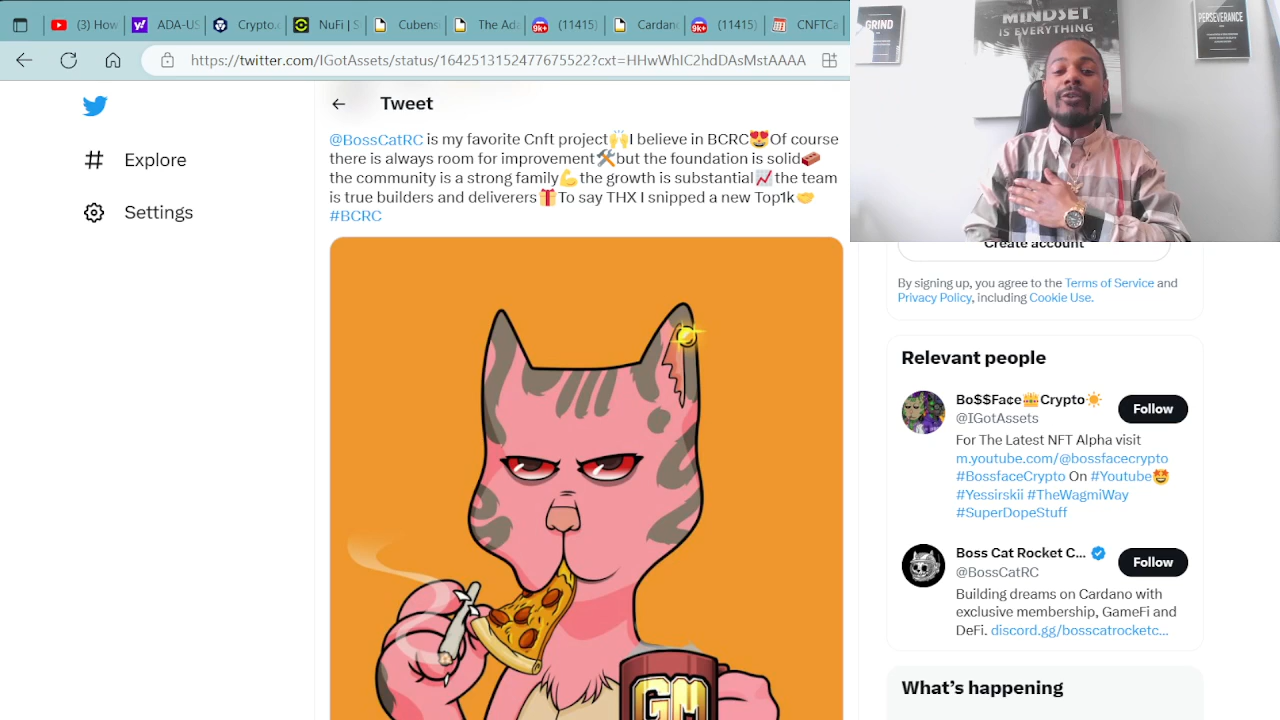 (3) How
ADA-US
Crypto.
NuFi | S
Cubens
The Ada
9K+
(11415)
Cardano
9K+
(11415)
CNFTCa
https://twitter.com/IGotAssets/status/1642513152477675522?cxt=HHwWhIC2hdDAsMstAAAA
GRIND
MINDSET
IS EVERYTHING
PERSEVERANCE
Tweet
Explore
Settings
@BossCatRC is my favorite Cnft project🙌I believe in BCRC😻Of course
there is always room for improvement🛠️but the foundation is solid🧱
the community is a strong family💪the growth is substantial📈the team
is true builders and deliverers🎁To say THX I snipped a new Top1k🤝
#BCRC
GM
Create account
By signing up, you agree to the Terms of Service and
Privacy Policy, including Cookie Use.
Relevant people
Bo$$Fa¢e👑Crypto☀️
@IGotAssets
Follow
For The Latest NFT Alpha visit
m.youtube.com/@bossfacecrypto
#BossfaceCrypto On #Youtube🤩
#Yessirskii #TheWagmiWay
#SuperDopeStuff
Boss Cat Rocket C...
@BossCatRC
Follow
Building dreams on Cardano with
exclusive membership, GameFi and
DeFi. discord.gg/bosscatrocketc...
What's happening